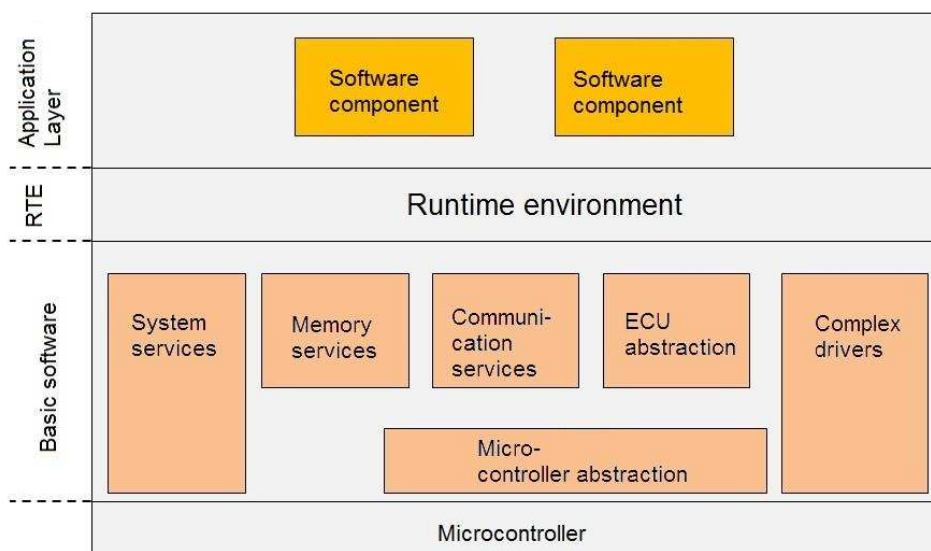 Application
Layer
Software
component
Software
component
RTE
Runtime environment
Basic software
System
services
Memory
services
Communi-
cation
services
ECU
abstraction
Complex
drivers
Micro-
controller abstraction
Microcontroller